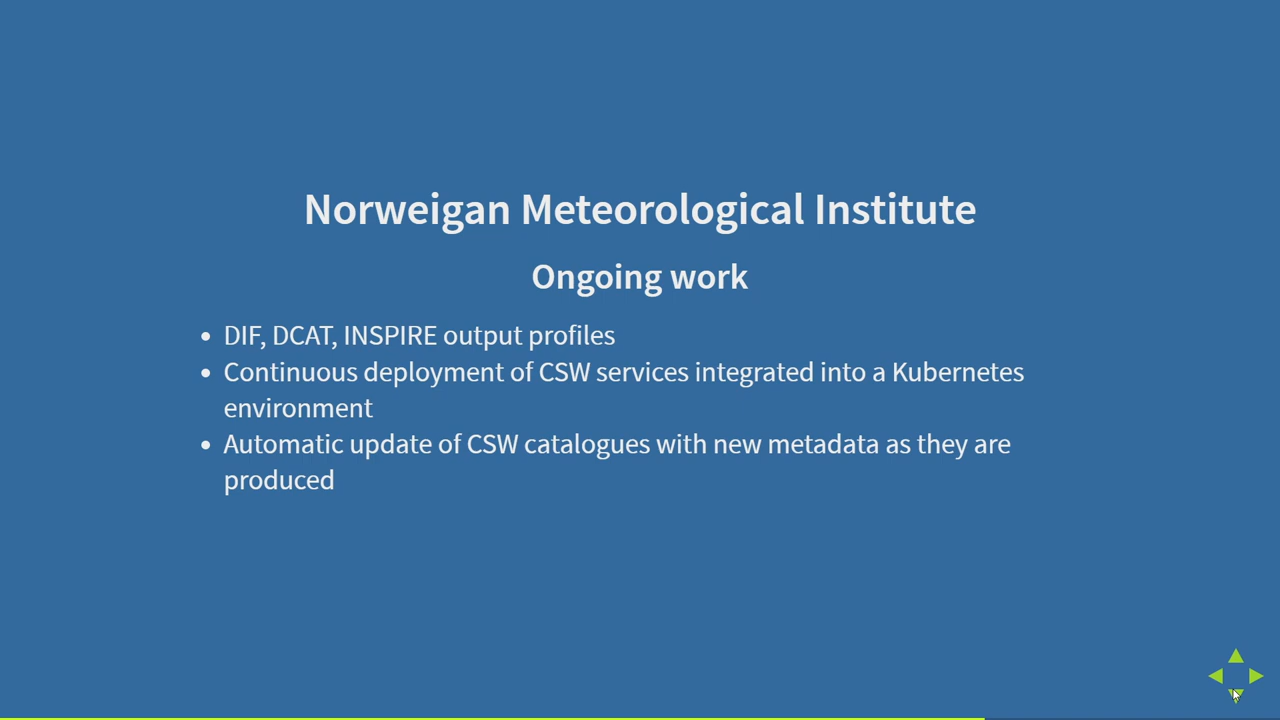 Norweigan Meteorological Institute
Ongoing work
• DIF, DCAT, INSPIRE output profiles
• Continuous deployment of CSW services integrated into a Kubernetes
environment
• Automatic update of CSW catalogues with new metadata as they are
produced